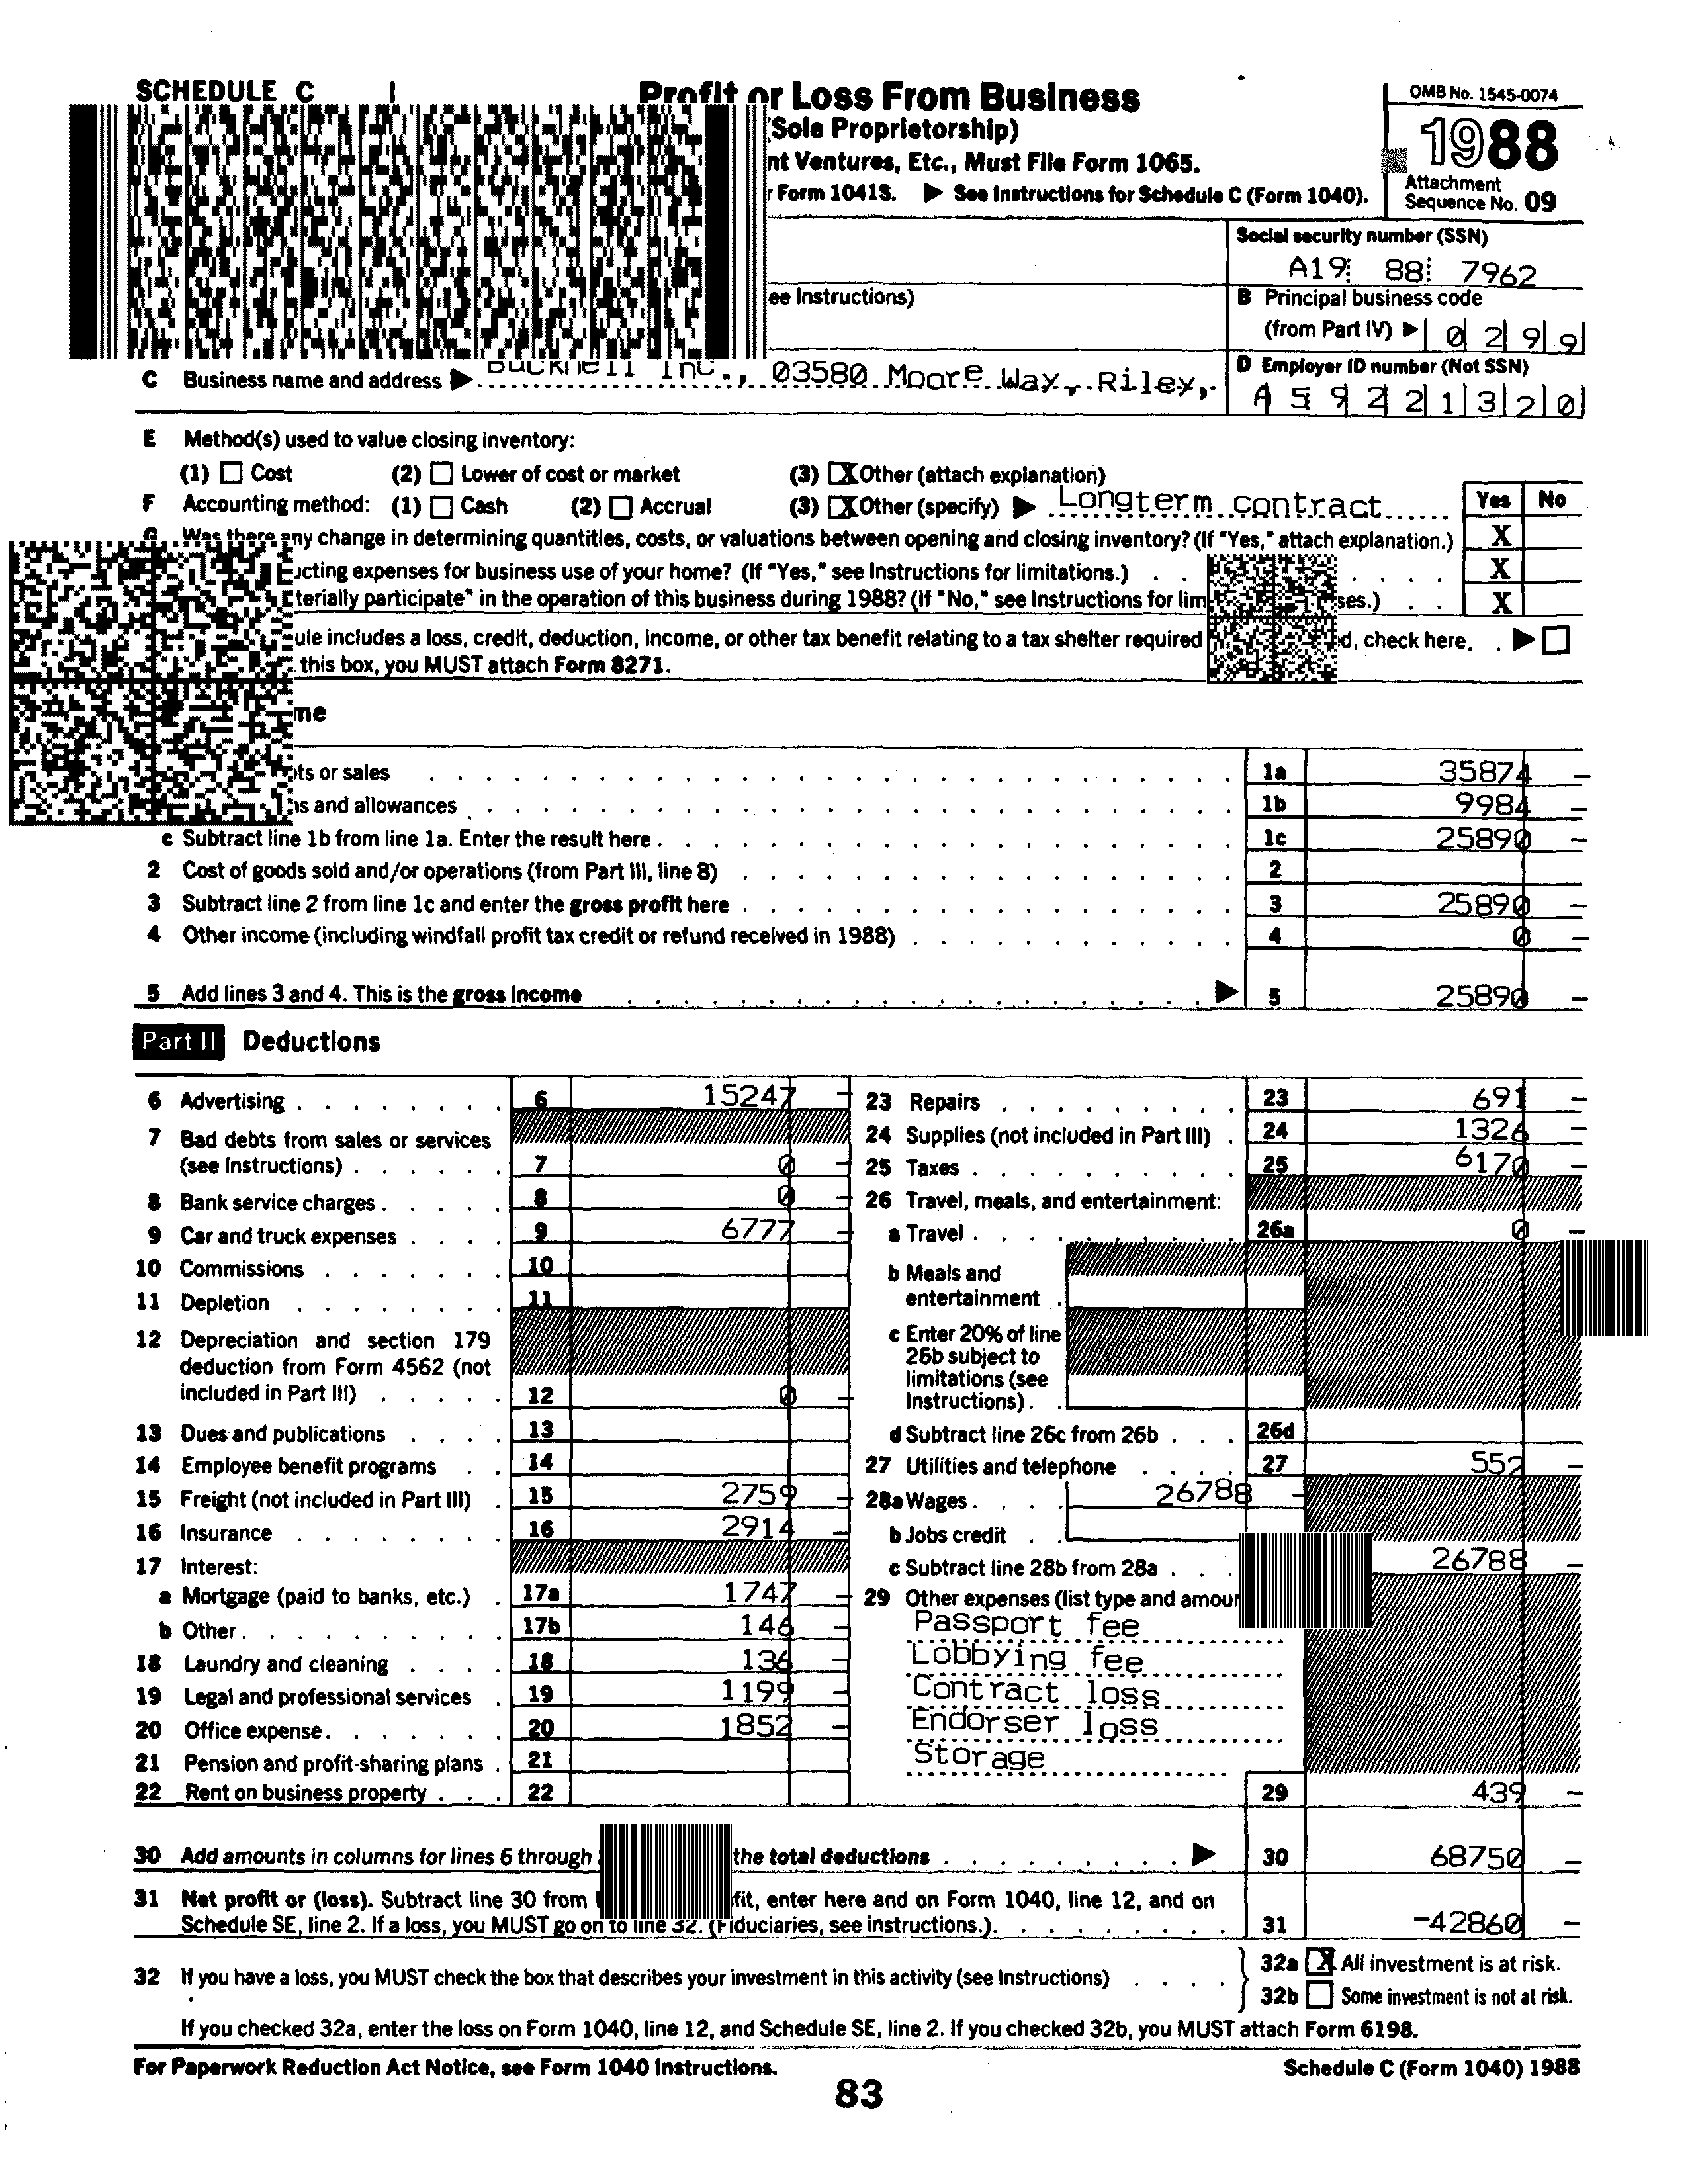 SCHEDULE C Profit or Loss From Business OMB No. 1545-0074
(Sole Proprietorship) 1988
nt Ventures, Etc., Must File Form 1065.
Form 1041S. ▶ See Instructions for Schedule C (Form 1040). Attachment Sequence No. 09
Social security number (SSN)
A19 88 7962
ee Instructions) B Principal business code
(from Part IV) ▶ 0 2 9 9
C Business name and address ▶ Bucknell Inc., 03580 Moore Way, Riley, D Employer ID number (Not SSN)
A 5 9 2 2 1 3 2 0
E Method(s) used to value closing inventory:
(1) ☐ Cost (2) ☐ Lower of cost or market (3) ☒ Other (attach explanation)
F Accounting method: (1) ☐ Cash (2) ☐ Accrual (3) ☒ Other (specify) ▶ Longterm contract Yes No
G Was there any change in determining quantities, costs, or valuations between opening and closing inventory? (If "Yes," attach explanation.) X
ucting expenses for business use of your home? (If "Yes," see Instructions for limitations.) X
terially participate" in the operation of this business during 1988? (If "No," see Instructions for lim ses.) X
ule includes a loss, credit, deduction, income, or other tax benefit relating to a tax shelter required d, check here. ▶ ☐
this box, you MUST attach Form 8271.
me
ts or sales 1a 35874 –
s and allowances 1b 9984 –
c Subtract line 1b from line 1a. Enter the result here 1c 25890 –
2 Cost of goods sold and/or operations (from Part III, line 8) 2
3 Subtract line 2 from line 1c and enter the gross profit here 3 25890 –
4 Other income (including windfall profit tax credit or refund received in 1988) 4 0 –
5 Add lines 3 and 4. This is the gross income ▶ 5 25890 –
Part II Deductions
6 Advertising 6 15247 –
7 Bad debts from sales or services
(see Instructions) 7 0 –
8 Bank service charges 8 0 –
9 Car and truck expenses 9 6777 –
10 Commissions 10
11 Depletion 11
12 Depreciation and section 179
deduction from Form 4562 (not
included in Part III) 12 0 –
13 Dues and publications 13
14 Employee benefit programs 14
15 Freight (not included in Part III) 15 2759 –
16 Insurance 16 2914 –
17 Interest:
a Mortgage (paid to banks, etc.) 17a 1747 –
b Other 17b 146 –
18 Laundry and cleaning 18 136 –
19 Legal and professional services 19 1199 –
20 Office expense 20 1852 –
21 Pension and profit-sharing plans 21
22 Rent on business property 22
23 Repairs 23 691 –
24 Supplies (not included in Part III) 24 1326 –
25 Taxes 25 6170 –
26 Travel, meals, and entertainment:
a Travel 26a 0 –
b Meals and
entertainment
c Enter 20% of line
26b subject to
limitations (see
Instructions)
d Subtract line 26c from 26b 26d
27 Utilities and telephone 27 552 –
28a Wages 26788 –
b Jobs credit
c Subtract line 28b from 28a 26788 –
29 Other expenses (list type and amoun
Passport fee
Lobbying fee
Contract loss
Endorser loss
Storage
29 439 –
30 Add amounts in columns for lines 6 through the total deductions ▶ 30 68750 –
31 Net profit or (loss). Subtract line 30 from fit, enter here and on Form 1040, line 12, and on
Schedule SE, line 2. If a loss, you MUST go on to line 32. (Fiduciaries, see instructions.) 31 -42860 –
32 If you have a loss, you MUST check the box that describes your investment in this activity (see Instructions) 32a ☒ All investment is at risk.
32b ☐ Some investment is not at risk.
If you checked 32a, enter the loss on Form 1040, line 12, and Schedule SE, line 2. If you checked 32b, you MUST attach Form 6198.
For Paperwork Reduction Act Notice, see Form 1040 Instructions. Schedule C (Form 1040) 1988
83